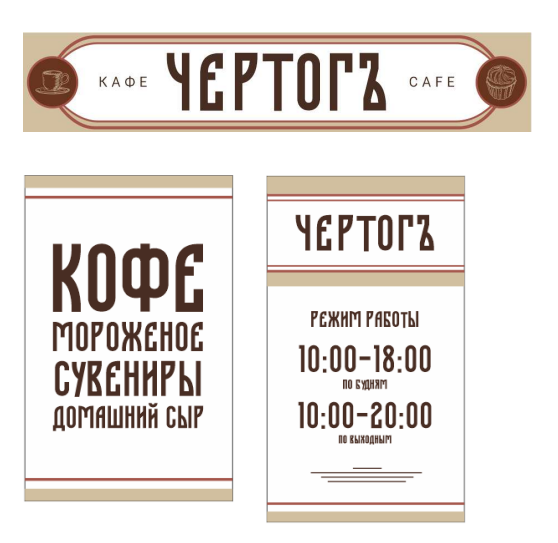 КАФЕ ЧЕРТОГЪ CAFE
КОФЕ
МОРОЖЕНОЕ
СУВЕНИРЫ
ДОМАШНИЙ СЫР
ЧЕРТОГЪ
РЕЖИМ РАБОТЫ
10:00-18:00
ПО БУДНЯМ
10:00-20:00
ПО ВЫХОДНЫМ